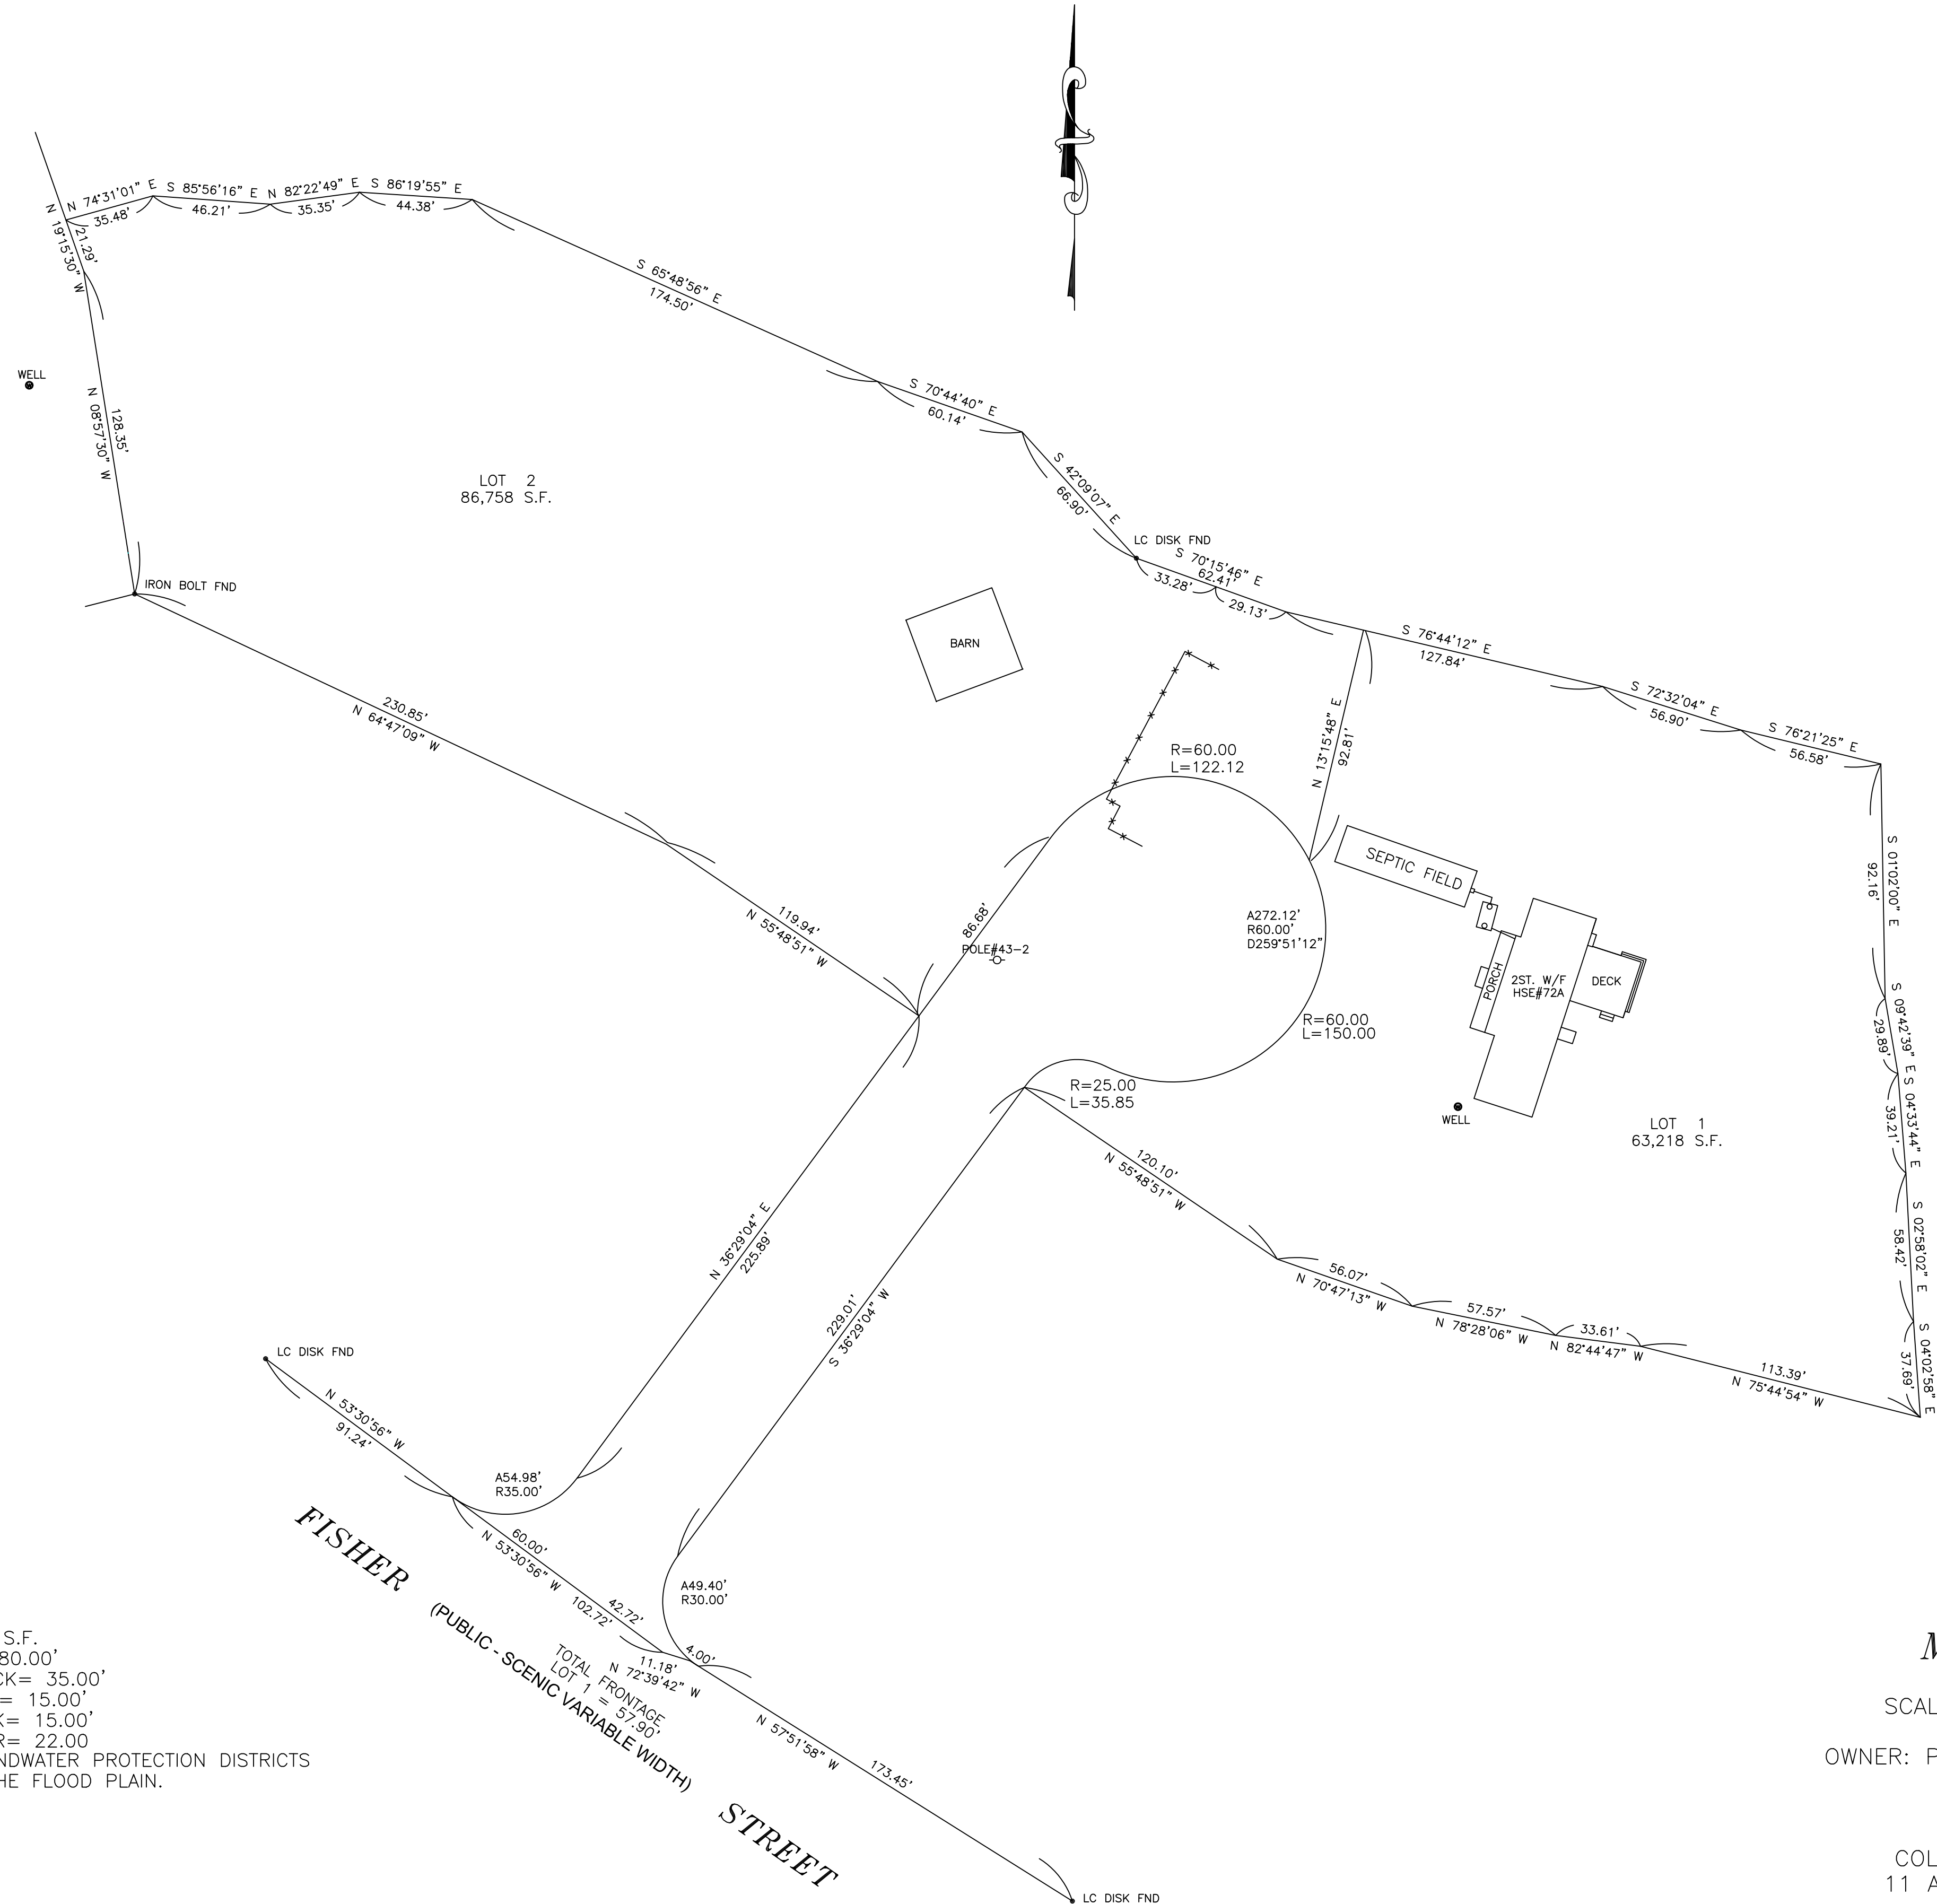 N 74°31'01" E
35.48'
S 85°56'16" E
46.21'
N 82°22'49" E
35.35'
S 86°19'55" E
44.38'
N 19°15'30" W
21.29'
S 65°48'56" E
174.50'
WELL
N 08°57'30" W
128.35'
S 70°44'40" E
60.14'
LOT 2
86,758 S.F.
S 42°09'07" E
66.90'
LC DISK FND
S 70°15'46" E
62.41'
33.28'
29.13'
IRON BOLT FND
BARN
S 76°44'12" E
127.84'
S 72°32'04" E
56.90'
S 76°21'25" E
56.58'
230.85'
N 64°47'09" W
N 13°15'48" E
92.81'
R=60.00
L=122.12
SEPTIC FIELD
S 01°02'00" E
92.16'
119.94'
N 55°48'51" W
86.68'
POLE#43-2
A272.12'
R60.00'
D259°51'12"
PORCH
2ST. W/F
HSE#72A
DECK
R=60.00
L=150.00
S 09°42'39" E
29.89'
R=25.00
L=35.85
WELL
LOT 1
63,218 S.F.
S 04°33'44" E
39.21'
120.10'
N 55°48'51" W
S 02°58'02" E
58.42'
N 36°29'04" E
225.89'
229.01'
S 36°29'04" W
56.07'
N 70°47'13" W
57.57'
N 78°28'06" W
33.61'
N 82°44'47" W
113.39'
N 75°44'54" W
S 04°02'58" E
37.69'
LC DISK FND
N 53°30'56" W
91.24'
A54.98'
R35.00'
60.00'
N 53°30'56" W
102.72'
42.72'
A49.40'
R30.00'
4.00'
11.18'
N 72°39'42" W
TOTAL FRONTAGE
LOT 1 = 57.90'
FISHER
(PUBLIC - SCENIC VARIABLE WIDTH)
STREET
N 57°51'58" W
173.45'
LC DISK FND
S.F.
80.00'
CK= 35.00'
= 15.00'
K= 15.00'
R= 22.00
NDWATER PROTECTION DISTRICTS
HE FLOOD PLAIN.
M
SCAL
OWNER: P
COL
11 A